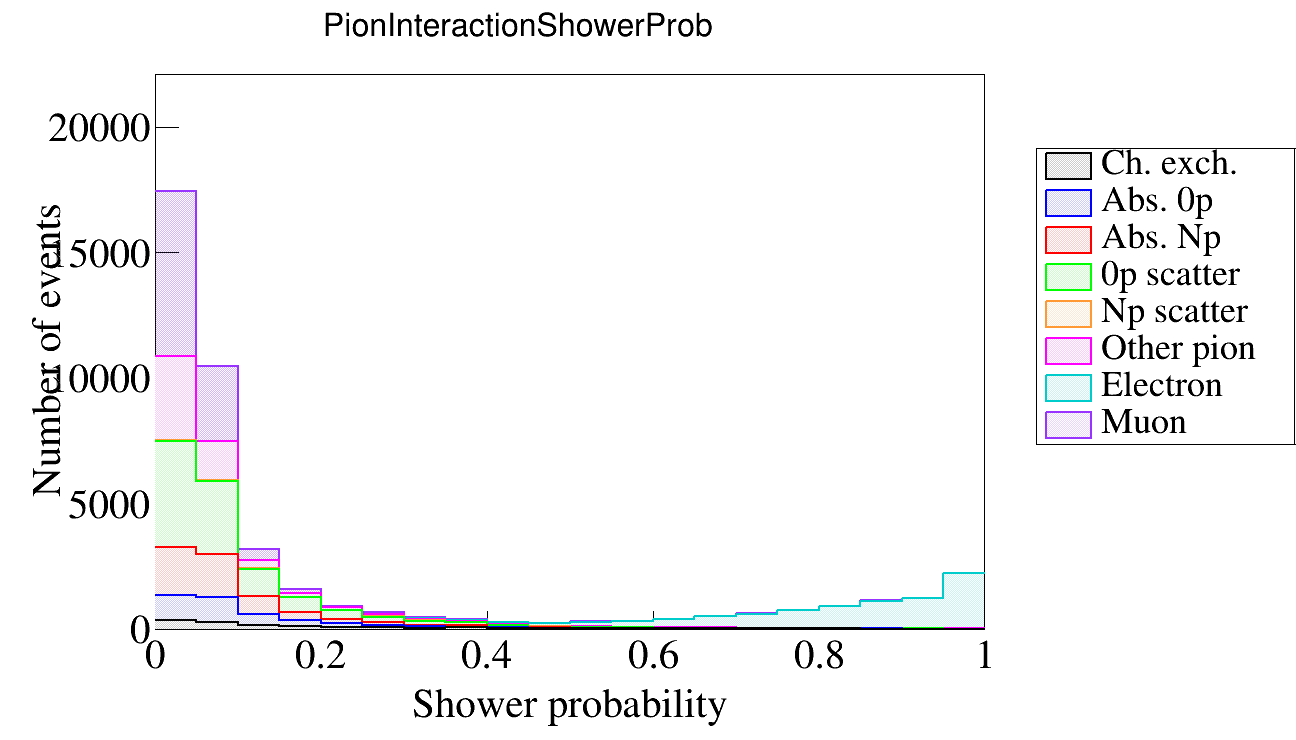 PionInteractionShowerProb
20000
15000
10000
5000
0
Number of events
0 0.2 0.4 0.6 0.8 1
Shower probability
Ch. exch.
Abs. 0p
Abs. Np
0p scatter
Np scatter
Other pion
Electron
Muon